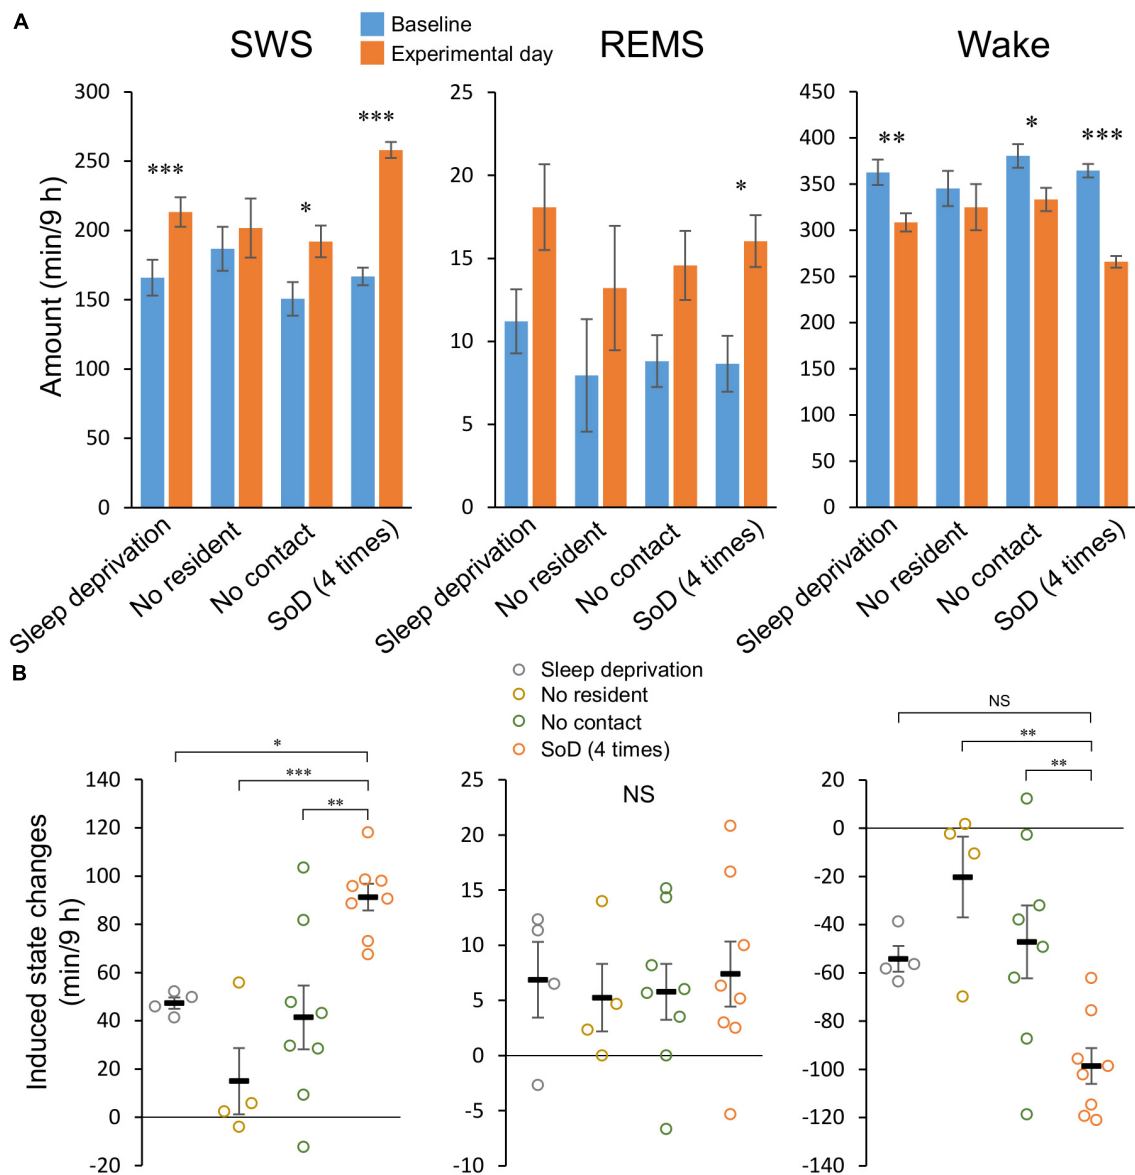 A
SWS
Baseline
Experimental day
REMS
Wake
Amount (min/9 h)
300
250
200
150
100
50
0
***
*
***
Sleep deprivation
No resident
No contact
SoD (4 times)
25
20
15
10
5
0
*
Sleep deprivation
No resident
No contact
SoD (4 times)
450
400
350
300
250
200
300
100
50
0
**
*
***
Sleep deprivation
No resident
No contact
SoD (4 times)
B
Sleep deprivation
No resident
No contact
SoD (4 times)
Induced state changes
(min/9 h)
*
***
**
140
120
100
80
60
40
20
0
-20
25
20
15
10
5
0
-5
-10
NS
NS
**
**
20
0
-20
-40
-60
-80
-100
-120
-140